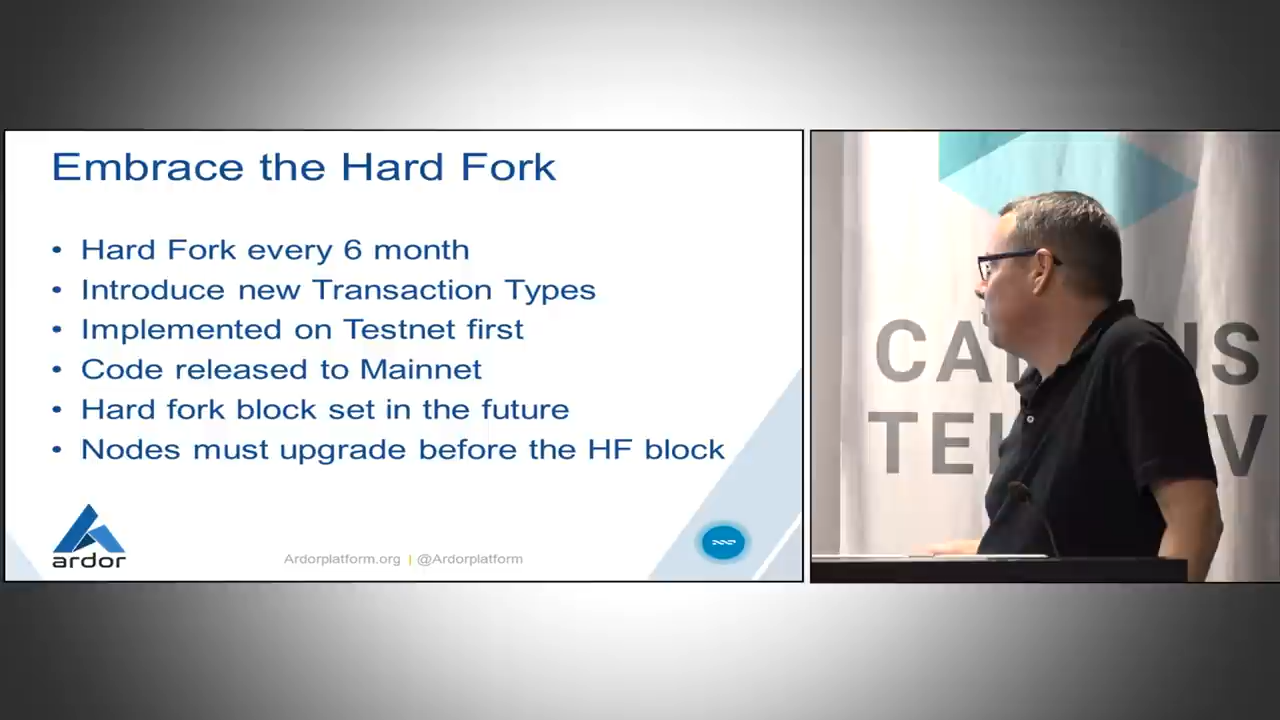 Embrace the Hard Fork
• Hard Fork every 6 month
• Introduce new Transaction Types
• Implemented on Testnet first
• Code released to Mainnet
• Hard fork block set in the future
• Nodes must upgrade before the HF block
ardor
Ardorplatform.org | @Ardorplatform